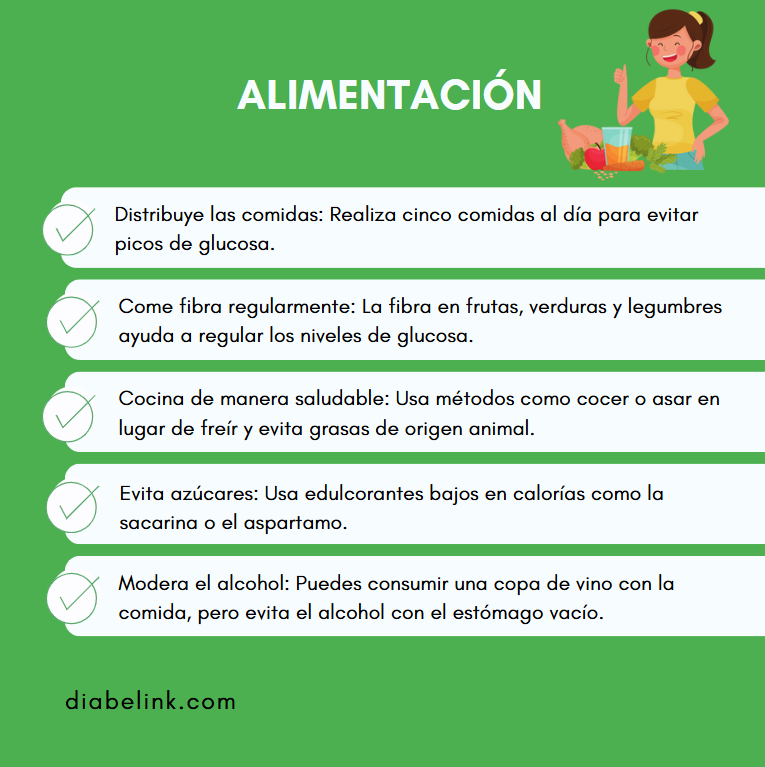 ALIMENTACIÓN
Distribuye las comidas: Realiza cinco comidas al día para evitar
picos de glucosa.
Come fibra regularmente: La fibra en frutas, verduras y legumbres
ayuda a regular los niveles de glucosa.
Cocina de manera saludable: Usa métodos como cocer o asar en
lugar de freír y evita grasas de origen animal.
Evita azúcares: Usa edulcorantes bajos en calorías como la
sacarina o el aspartamo.
Modera el alcohol: Puedes consumir una copa de vino con la
comida, pero evita el alcohol con el estómago vacío.
diabelink.com